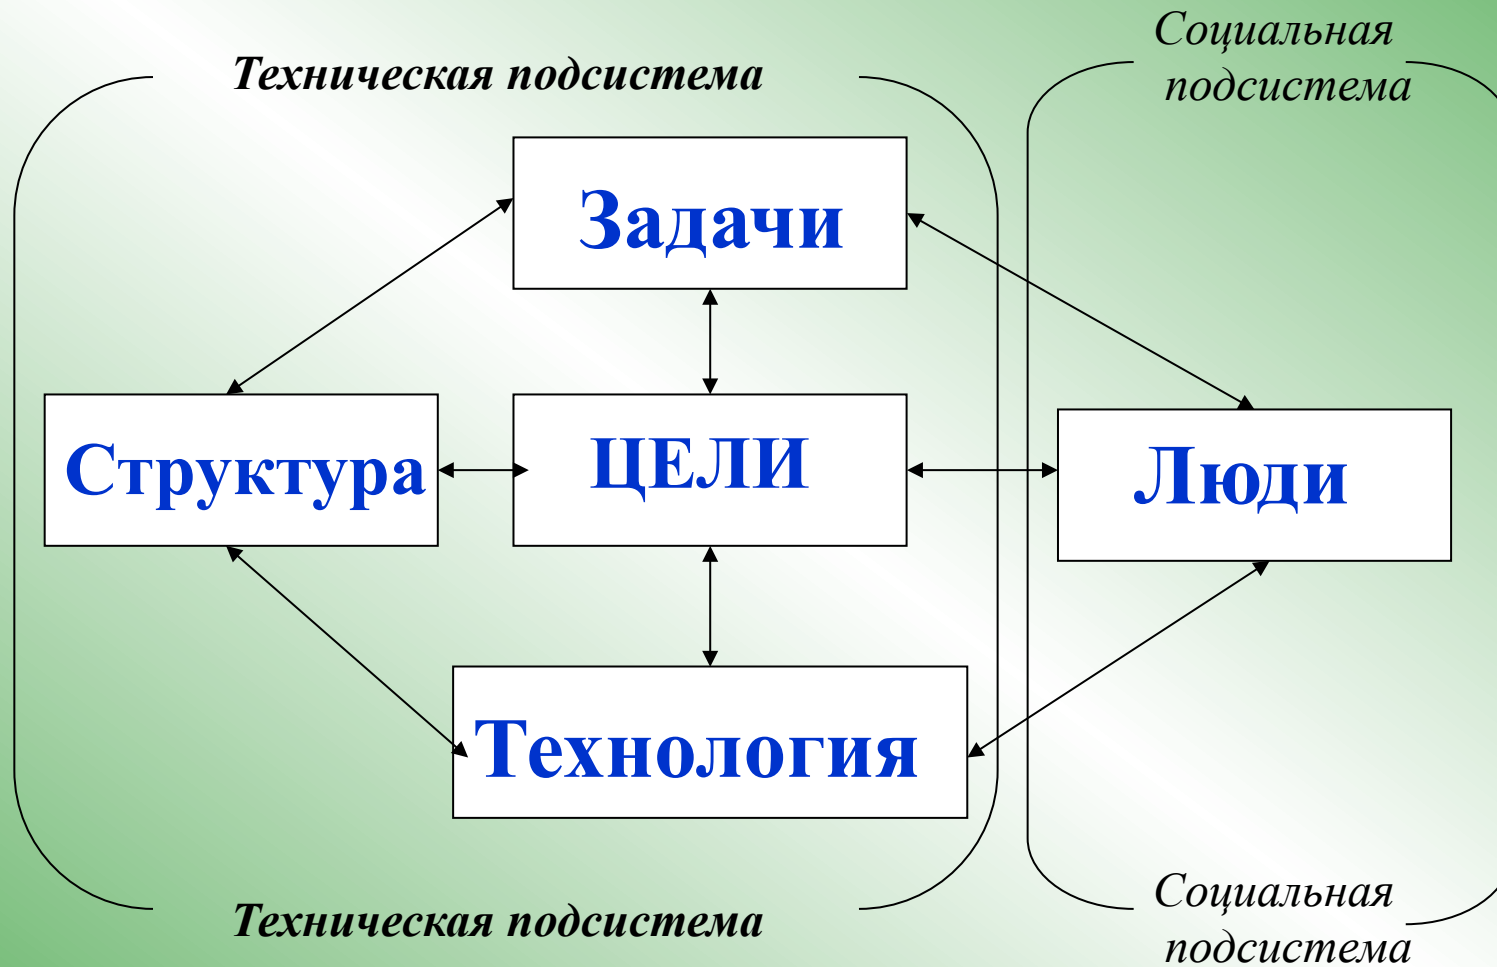 Социальная
подсистема
Техническая подсистема
Задачи
Структура
ЦЕЛИ
Люди
Технология
Социальная
подсистема
Техническая подсистема